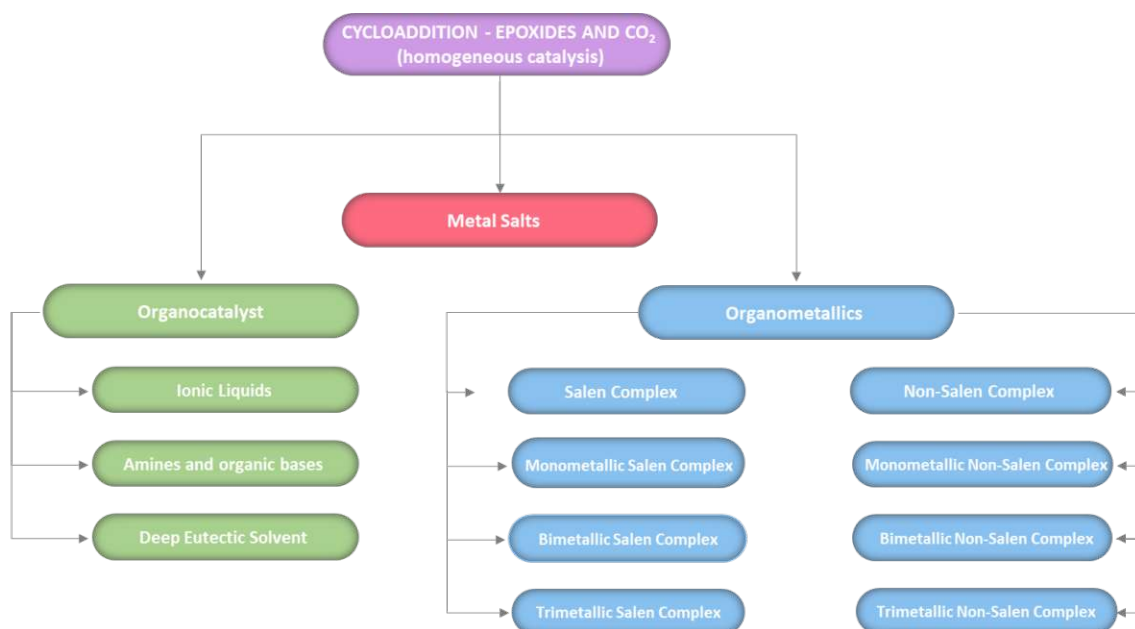 CYCLOADDITION - EPOXIDES AND CO₂
(homogeneous catalysis)
Metal Salts
Organocatalyst
Organometallics
Ionic Liquids
Salen Complex
Non-Salen Complex
Amines and organic bases
Monometallic Salen Complex
Monometallic Non-Salen Complex
Deep Eutectic Solvent
Bimetallic Salen Complex
Bimetallic Non-Salen Complex
Trimetallic Salen Complex
Trimetallic Non-Salen Complex